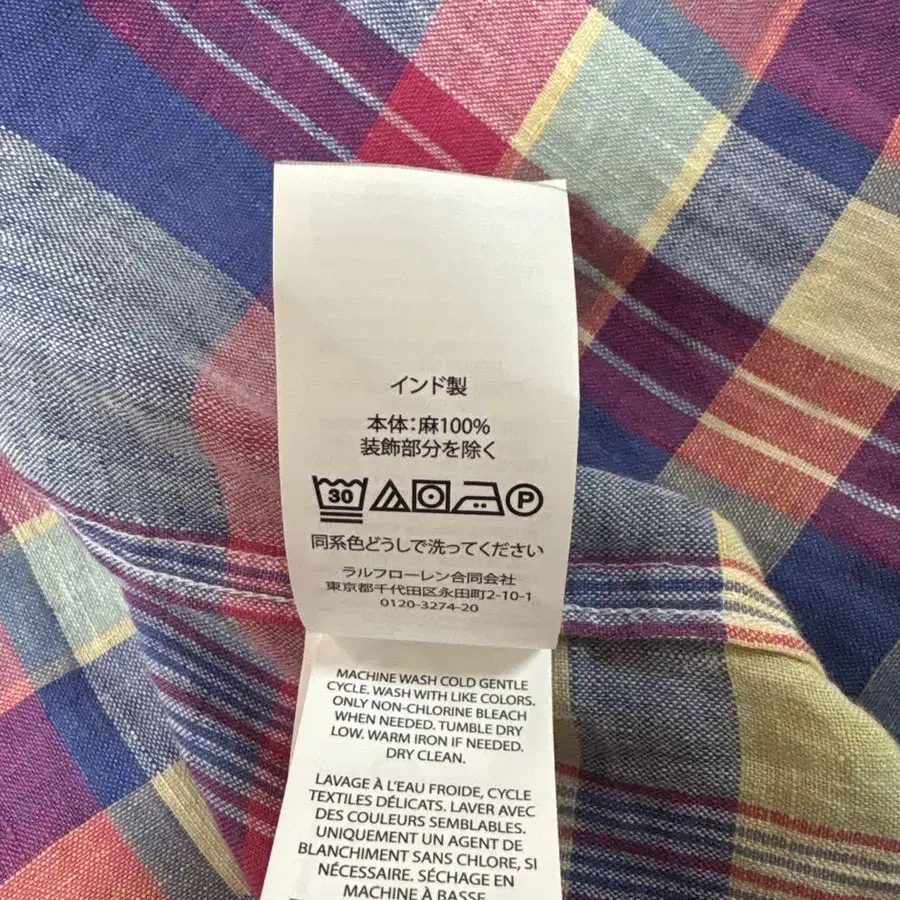 インド製
本体：麻100%
装飾部分を除く
30 P
同系色どうしで洗ってください
ラルフローレン合同会社
東京都千代田区永田町2-10-1
0120-3274-20
MACHINE WASH COLD GENTLE
CYCLE. WASH WITH LIKE COLORS.
ONLY NON-CHLORINE BLEACH
WHEN NEEDED. TUMBLE DRY
LOW. WARM IRON IF NEEDED.
DRY CLEAN.
LAVAGE À L'EAU FROIDE, CYCLE
TEXTILES DÉLICATS. LAVER AVEC
DES COULEURS SEMBLABLES.
UNIQUEMENT UN AGENT DE
BLANCHIMENT SANS CHLORE, SI
NÉCESSAIRE. SÉCHAGE EN
MACHINE À BASSE